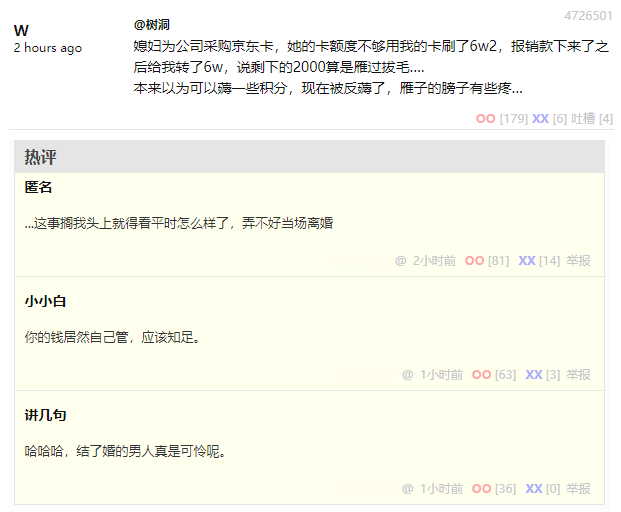 4726501
W
2 hours ago
@树洞
媳妇为公司采购京东卡，她的卡额度不够用我的卡刷了6w2，报销款下来了之
后给我转了6w，说剩下的2000算是雁过拔毛....
本来以为可以薅一些积分，现在被反薅了，雁子的膀子有些疼...
OO [179] XX [6] 吐槽 [4]
热评
匿名
...这事搁我头上就得看平时怎么样了，弄不好当场离婚
@ 2小时前 OO [81] XX [14] 举报
小小白
你的钱居然自己管，应该知足。
@ 1小时前 OO [63] XX [3] 举报
讲几句
哈哈哈，结了婚的男人真是可怜呢。
@ 1小时前 OO [36] XX [0] 举报